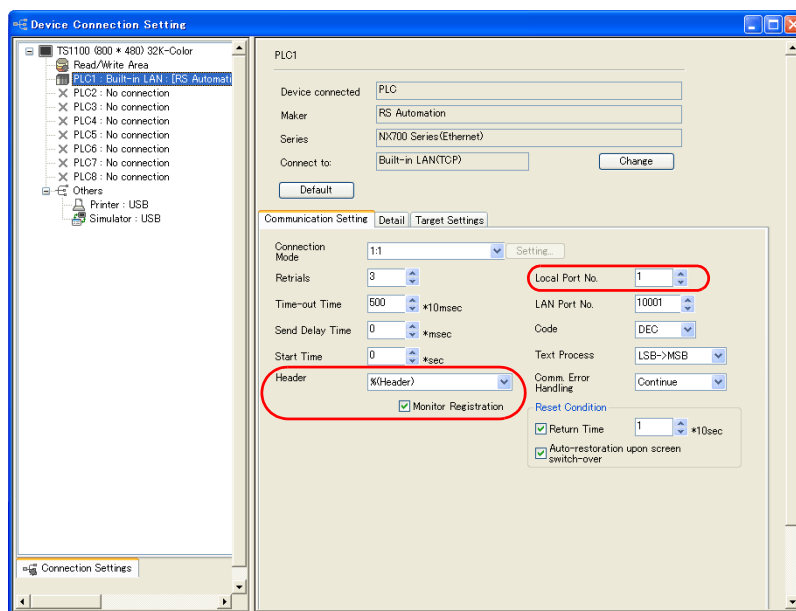 Device Connection Setting
TS1100 (800 * 480) 32K-Color
Read/Write Area
PLC1 : Built-in LAN : [RS Automati
PLC2 : No connection
PLC3 : No connection
PLC4 : No connection
PLC5 : No connection
PLC6 : No connection
PLC7 : No connection
PLC8 : No connection
Others
Printer : USB
Simulator : USB
Connection Settings
PLC1
Device connected PLC
Maker RS Automation
Series NX700 Series(Ethernet)
Connect to: Built-in LAN(TCP) Change
Default
Communication Setting Detail Target Settings
Connection Mode 1:1 Setting...
Retrials 3
Time-out Time 500 *10msec
Send Delay Time 0 *msec
Start Time 0 *sec
Header %(Header)
Monitor Registration
Local Port No. 1
LAN Port No. 10001
Code DEC
Text Process LSB->MSB
Comm. Error Handling Continue
Reset Condition
Return Time 1 *10sec
Auto-restoration upon screen
switch-over